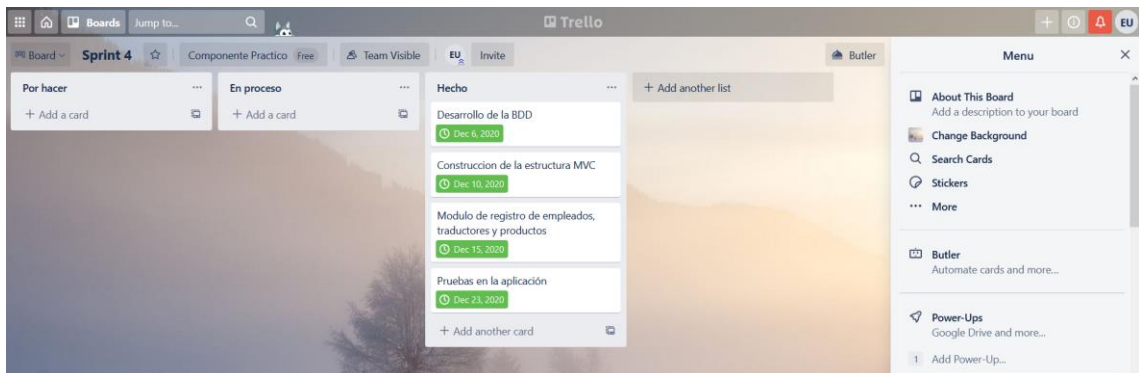 Boards
Jump to...
Trello
EU
Board
Sprint 4
Componente Practico Free
Team Visible
EU
Invite
Butler
Por hacer
+ Add a card
En proceso
+ Add a card
Hecho
Desarrollo de la BDD
Dec 6, 2020
Construccion de la estructura MVC
Dec 10, 2020
Modulo de registro de empleados,
traductores y productos
Dec 15, 2020
Pruebas en la aplicación
Dec 23, 2020
+ Add another card
+ Add another list
Menu
About This Board
Add a description to your board
Change Background
Search Cards
Stickers
More
Butler
Automate cards and more...
Power-Ups
Google Drive and more...
1 Add Power-Up...